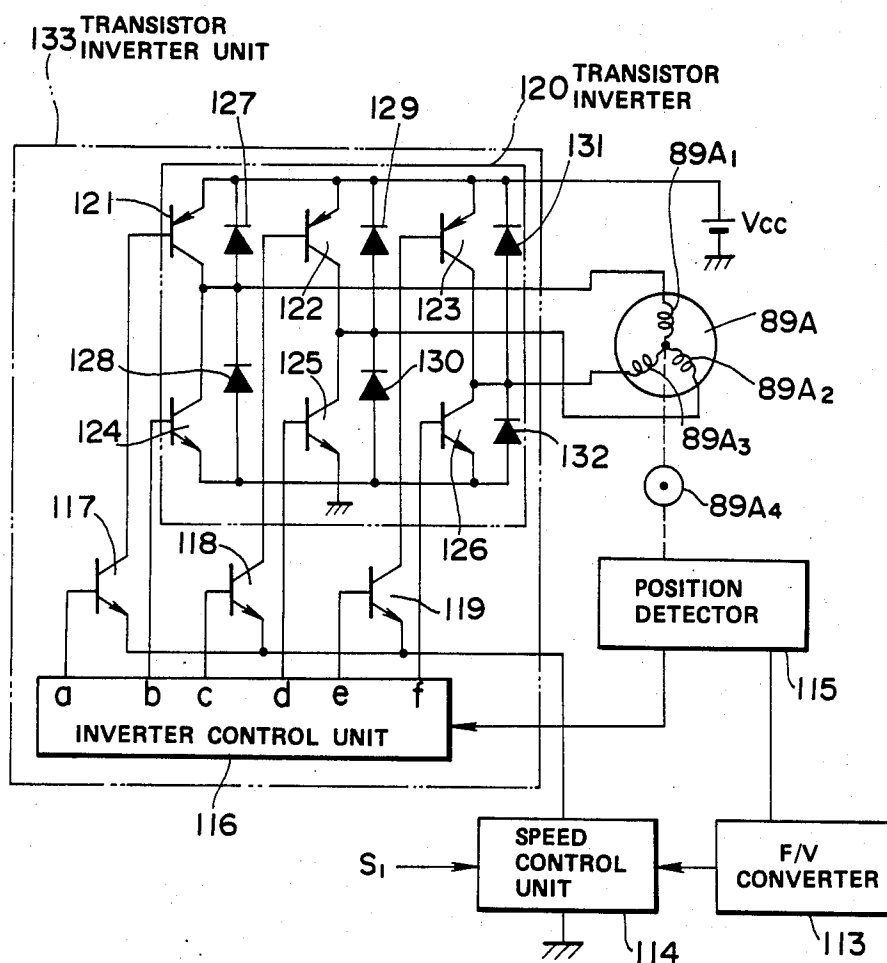 133 TRANSISTOR
INVERTER UNIT
120 TRANSISTOR
INVERTER
127
129
131
89A1
121
Vcc
122
123
89A
128
125
130
89A2
124
89A3
132
117
126
89A4
118
119
POSITION
DETECTOR
115
a b c d e f
INVERTER CONTROL UNIT
116
S1
SPEED
CONTROL
UNIT
F/V
CONVERTER
114
113